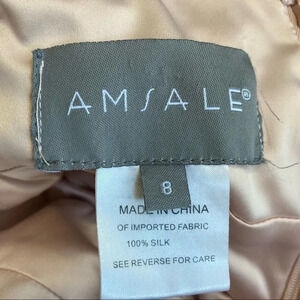 AMSALE®
8
MADE IN CHINA
OF IMPORTED FABRIC
100% SILK
SEE REVERSE FOR CARE